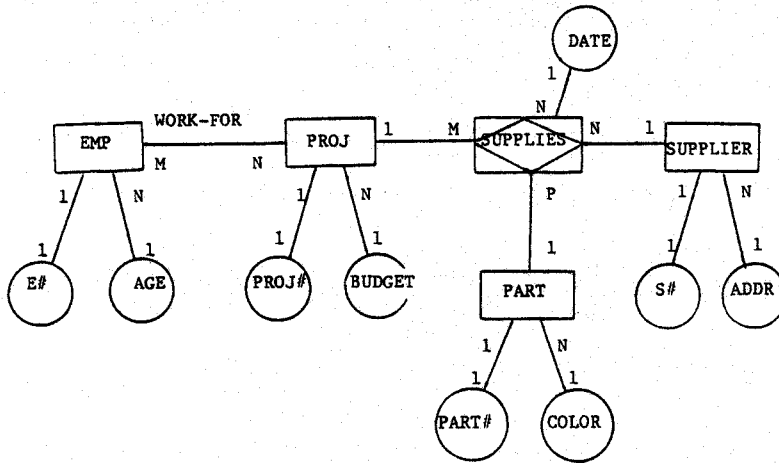 DATE
1
N
WORK-FOR
EMP
M
N
PROJ
1
M
SUPPLIES
N
1
SUPPLIER
P
1
N
1
N
1
N
1
1
1
1
1
1
E#
AGE
PROJ#
BUDGET
1
PART
S#
ADDR
1
N
1
1
PART#
COLOR